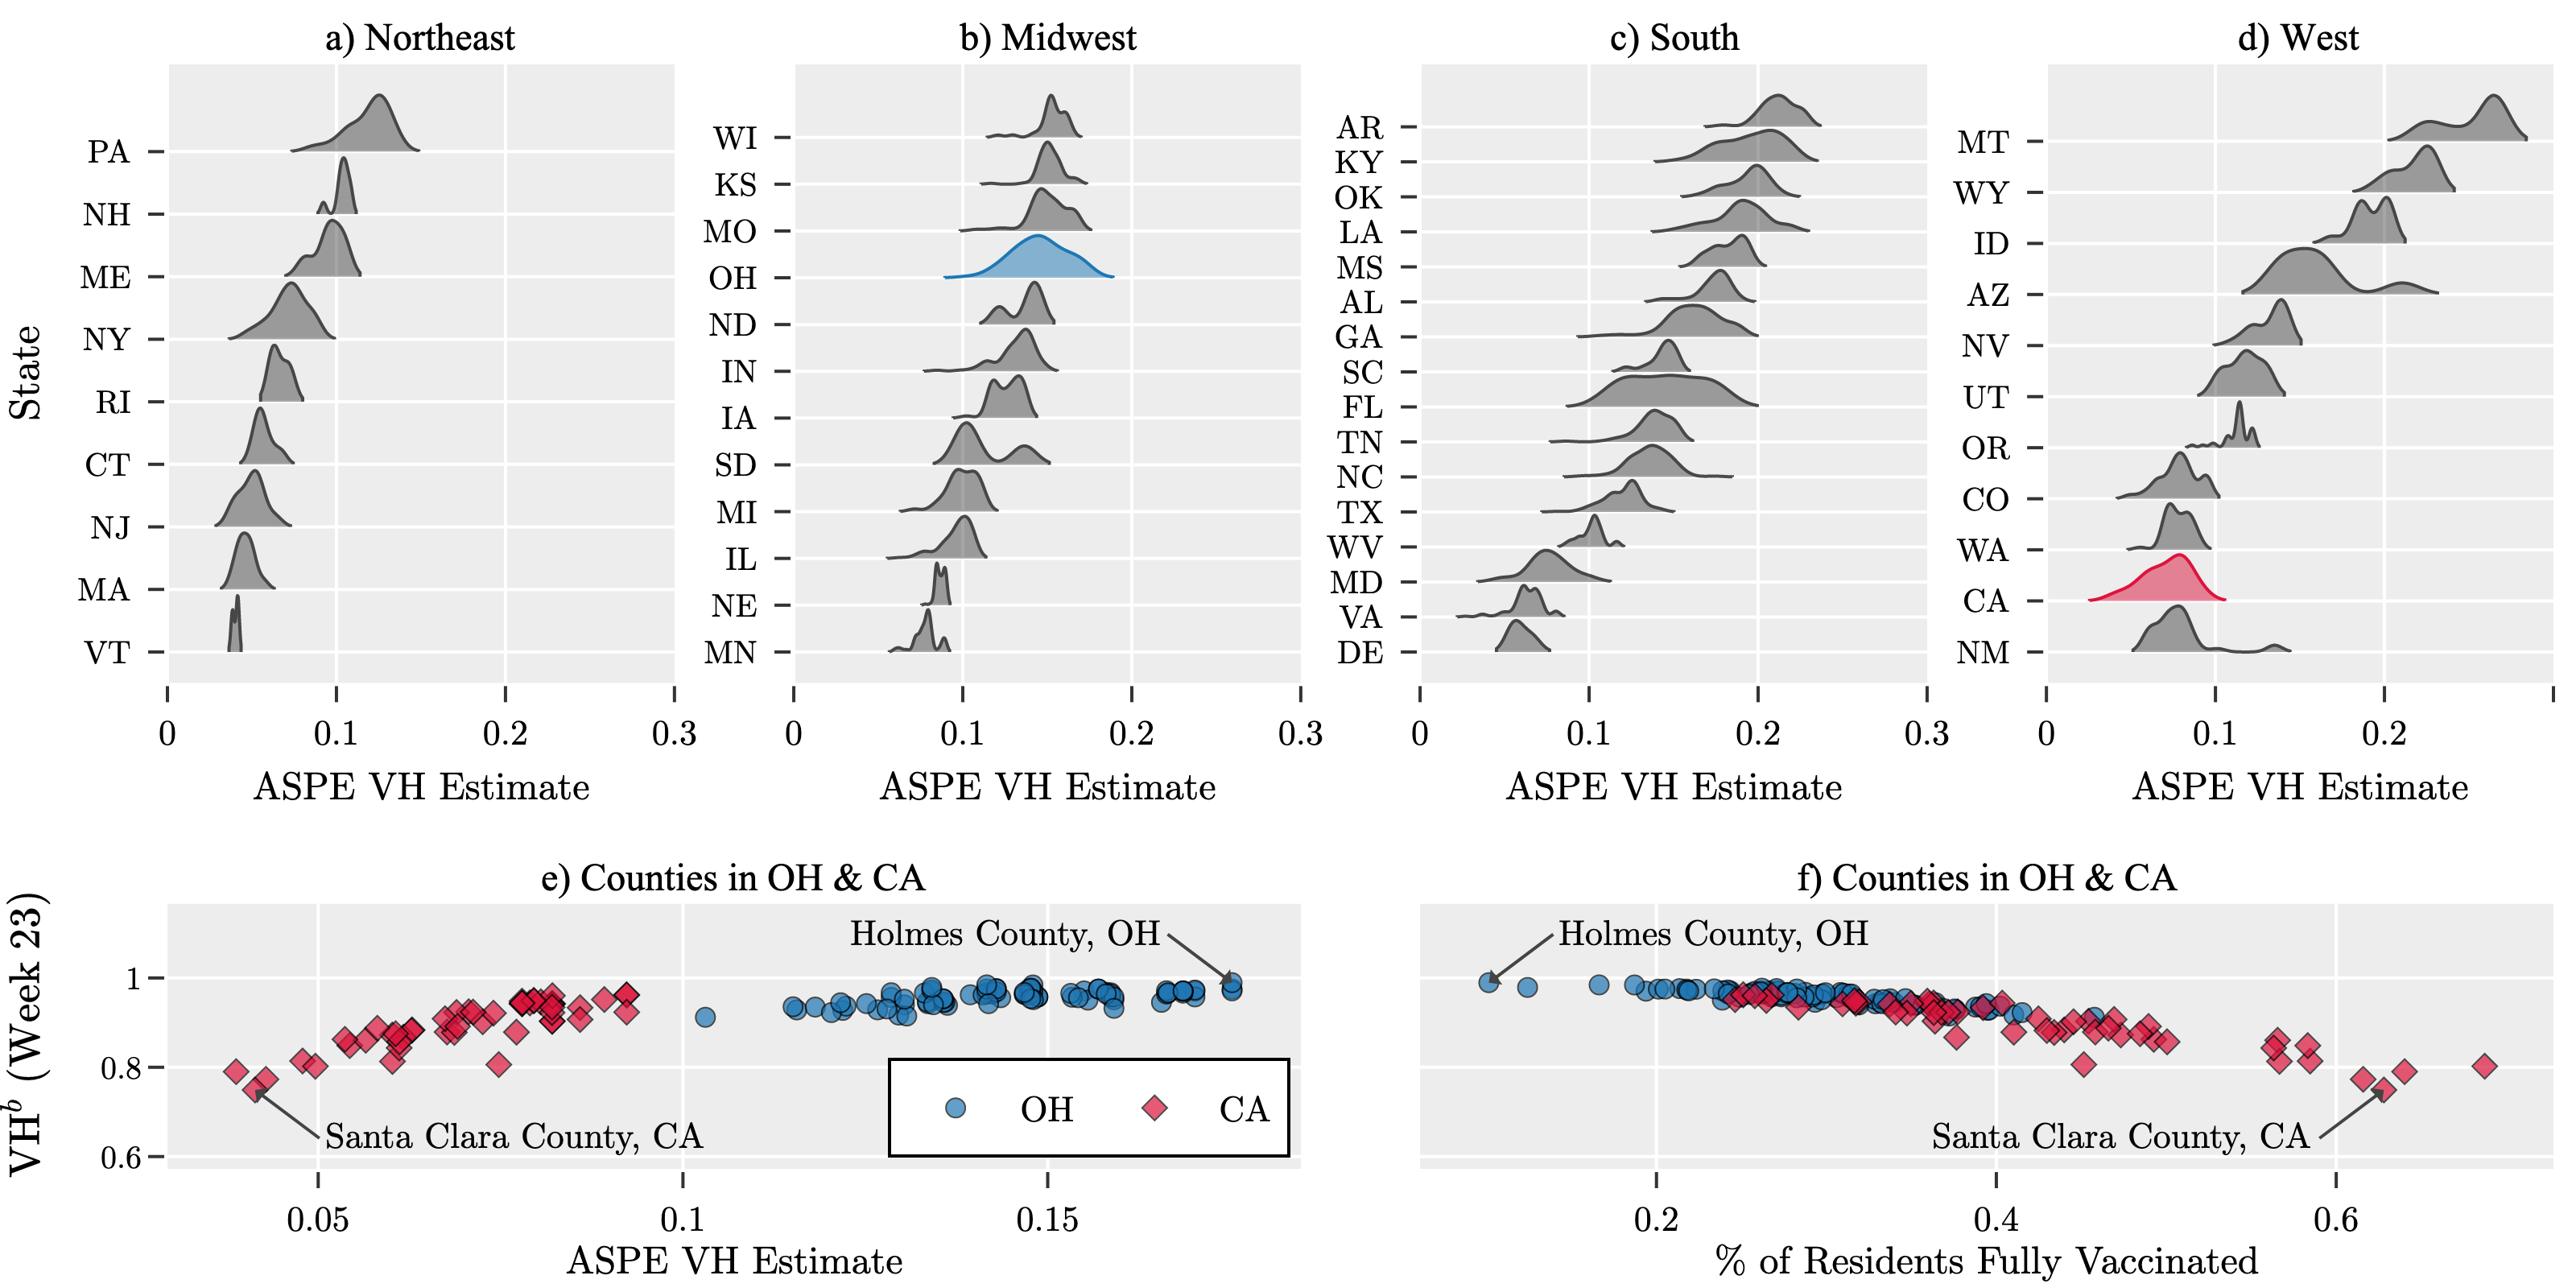 a) Northeast
b) Midwest
c) South
d) West
State
PA
NH
ME
NY
RI
CT
NJ
MA
VT
0 0.1 0.2 0.3
ASPE VH Estimate
WI
KS
MO
OH
ND
IN
IA
SD
MI
IL
NE
MN
0 0.1 0.2 0.3
ASPE VH Estimate
AR
KY
OK
LA
MS
AL
GA
SC
FL
TN
NC
TX
WV
MD
VA
DE
0 0.1 0.2 0.3
ASPE VH Estimate
MT
WY
ID
AZ
NV
UT
OR
CO
WA
CA
NM
0 0.1 0.2
ASPE VH Estimate
e) Counties in OH & CA
VHᵇ (Week 23)
1
0.8
0.6
Holmes County, OH
Santa Clara County, CA
OH CA
0.05 0.1 0.15
ASPE VH Estimate
f) Counties in OH & CA
Holmes County, OH
Santa Clara County, CA
0.2 0.4 0.6
% of Residents Fully Vaccinated